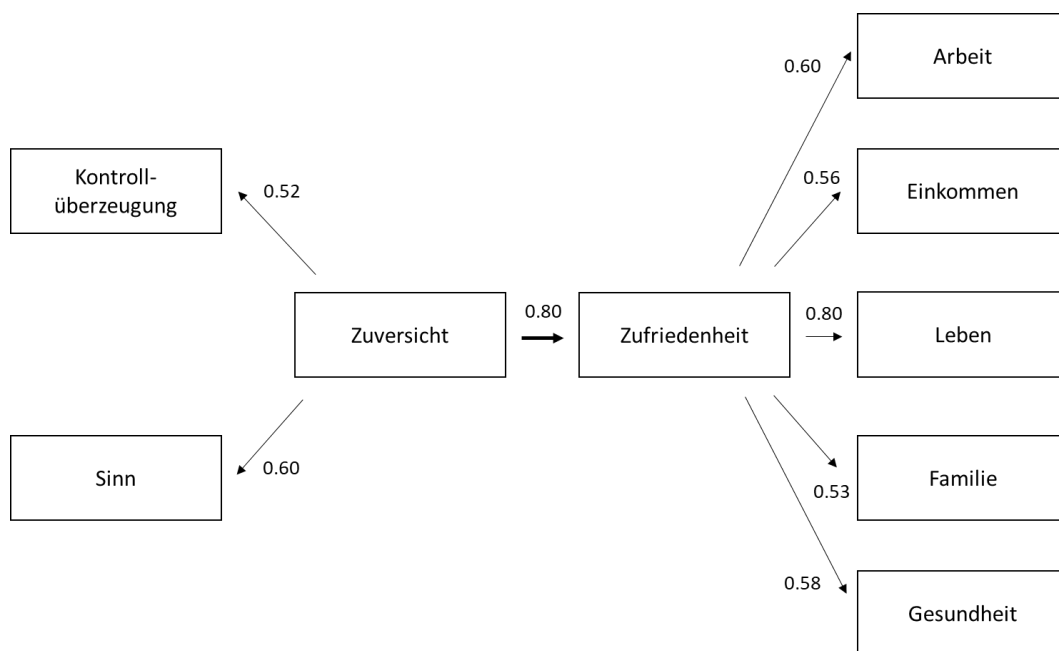 Arbeit
0.60
Kontroll-
überzeugung
0.52
0.56
Einkommen
Zuversicht
0.80
Zufriedenheit
0.80
Leben
Sinn
0.60
0.53
Familie
0.58
Gesundheit